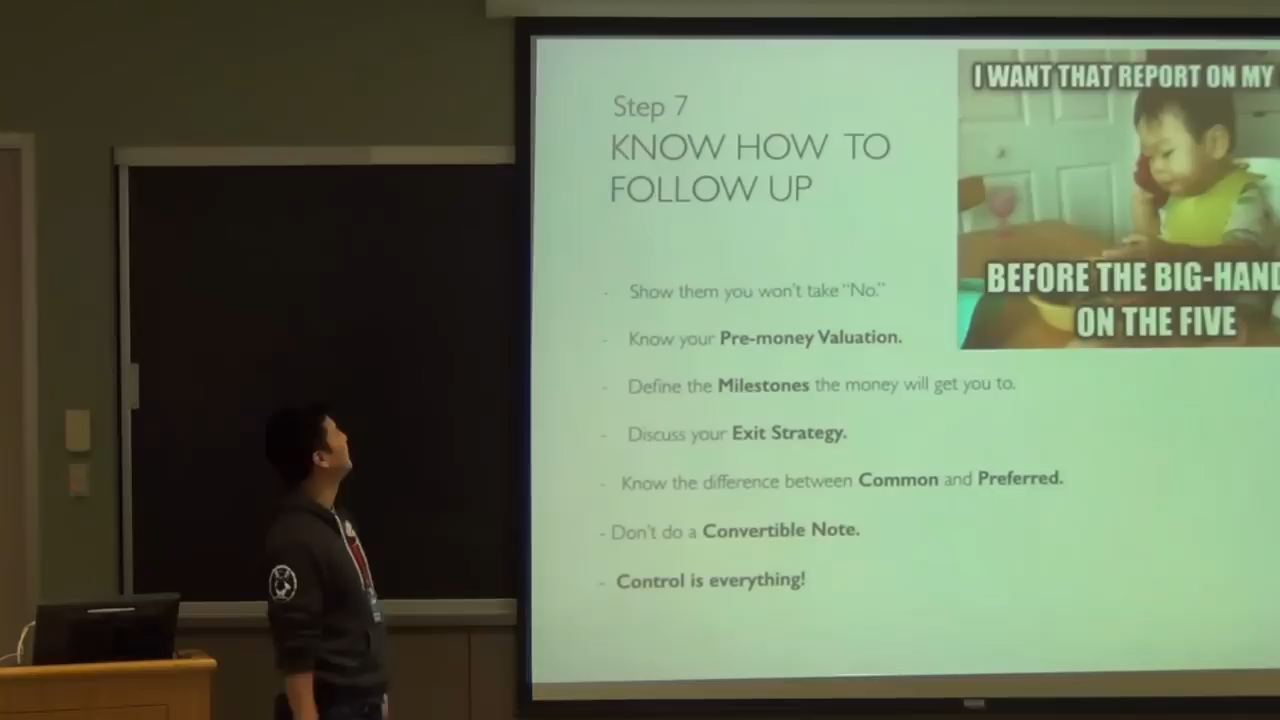 Step 7
KNOW HOW TO
FOLLOW UP
- Show them you won't take "No."
- Know your Pre-money Valuation.
- Define the Milestones the money will get you to.
- Discuss your Exit Strategy.
- Know the difference between Common and Preferred.
- Don't do a Convertible Note.
- Control is everything!
I WANT THAT REPORT ON MY
BEFORE THE BIG-HAND
ON THE FIVE